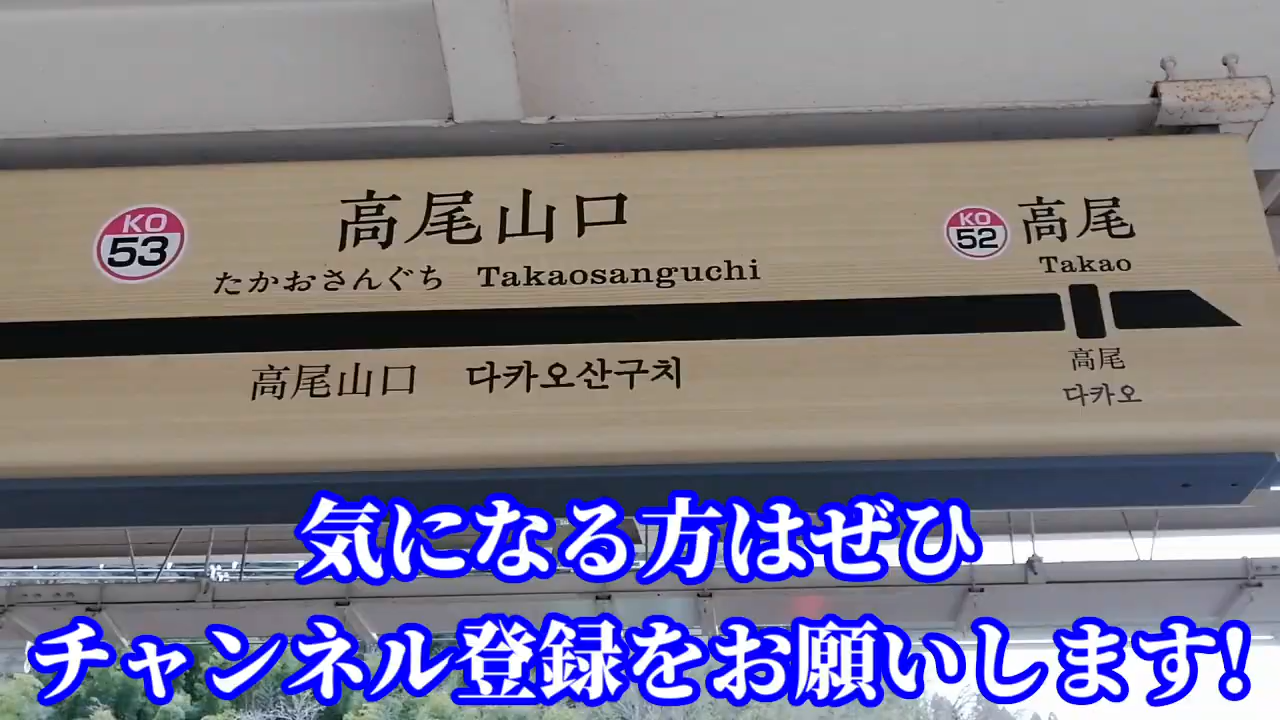 KO
53
高尾山口
たかおさんぐち Takaosanguchi
高尾山口 다카오산구치
KO
52
高尾
Takao
高尾
다카오
気になる方はぜひ
チャンネル登録をお願いします!